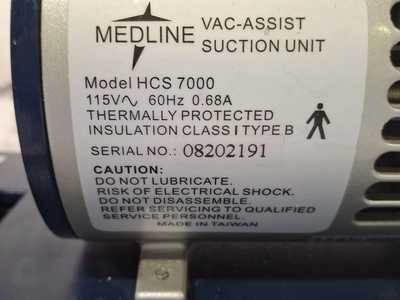 MEDLINE
VAC-ASSIST
SUCTION UNIT
Model HCS 7000
115V∿ 60Hz 0.68A
THERMALLY PROTECTED
INSULATION CLASS I TYPE B
SERIAL NO.: 08202191
CAUTION:
DO NOT LUBRICATE.
RISK OF ELECTRICAL SHOCK.
DO NOT DISASSEMBLE.
REFER SERVICING TO QUALIFIED
SERVICE PERSONNEL.
MADE IN TAIWAN